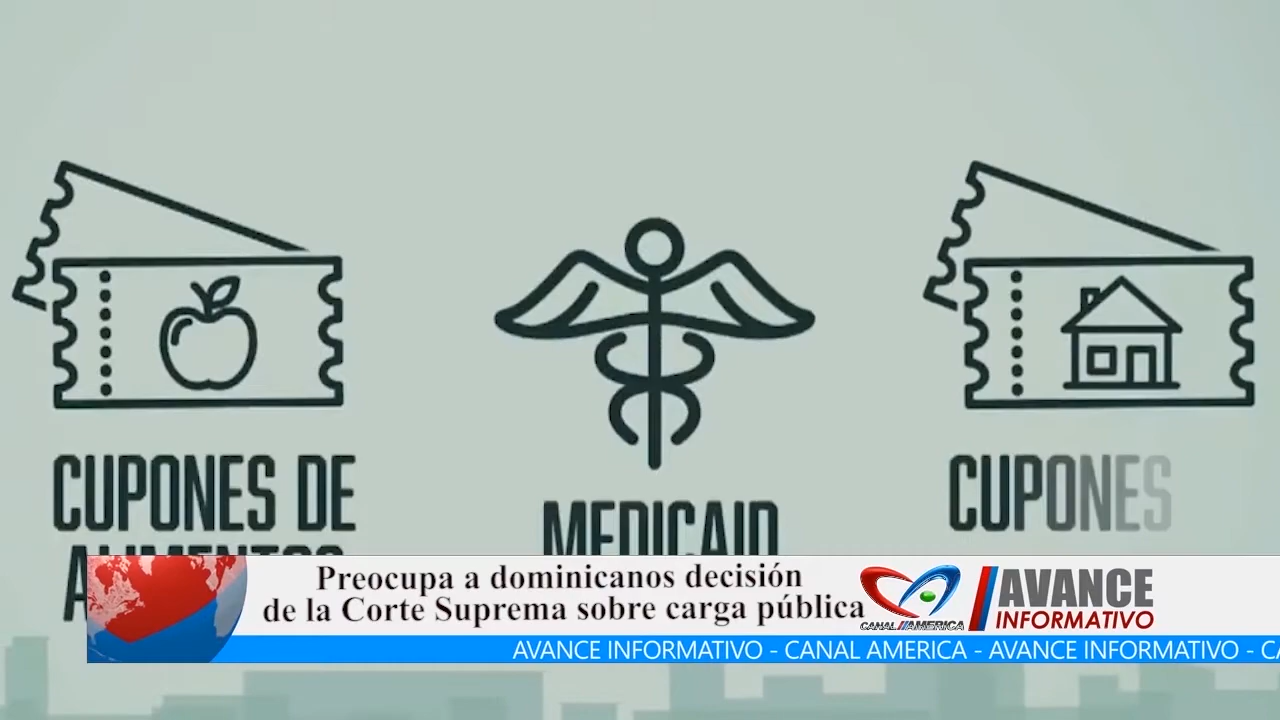 CUPONES DE
ALIMENTOS
MEDICAID
CUPONES
Preocupa a dominicanos decisión
de la Corte Suprema sobre carga pública
CANAL AMERICA
AVANCE
INFORMATIVO
AVANCE INFORMATIVO - CANAL AMERICA - AVANCE INFORMATIVO - CA